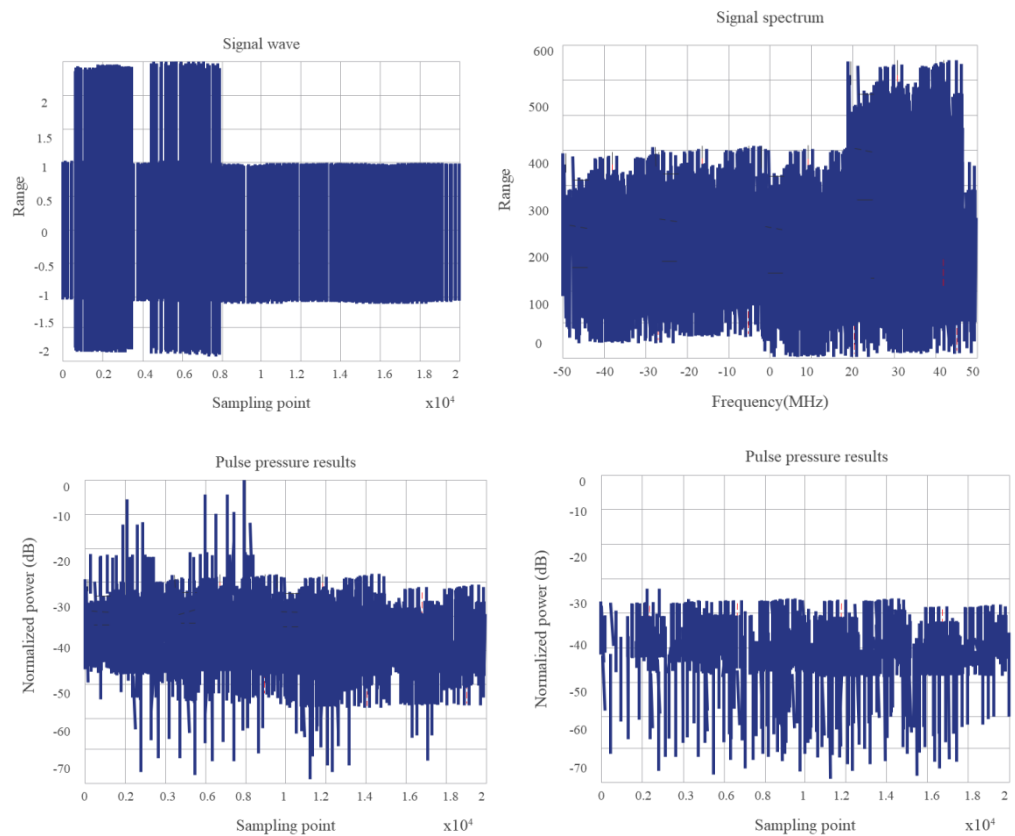 Signal wave
Range
2
1.5
1
0.5
0
-0.5
-1
-1.5
-2
0 0.2 0.4 0.6 0.8 1 1.2 1.4 1.6 1.8 2
Sampling point x10⁴
Signal spectrum
Range
600
500
400
300
200
100
0
-50 -40 -30 -20 -10 0 10 20 30 40 50
Frequency(MHz)
Pulse pressure results
Normalized power (dB)
0
-10
-20
-30
-40
-50
-60
-70
0 0.2 0.4 0.6 0.8 1 1.2 1.4 1.6 1.8 2
Sampling point x10⁴
Pulse pressure results
Normalized power (dB)
0
-10
-20
-30
-40
-50
-60
-70
0 0.2 0.4 0.6 0.8 1 1.2 1.4 1.6 1.8 2
Sampling point x10⁴